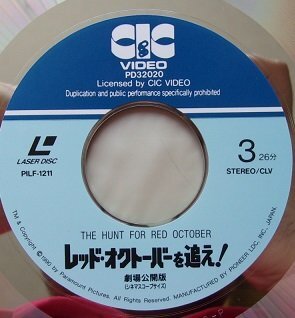 CIC
&
VIDEO
PD32020
Licensed by CIC VIDEO
Duplication and public performance specifically prohibited
LASER DISC
PILF-1211
3 26分
STEREO/CLV
THE HUNT FOR RED OCTOBER
レッド・オクトーバーを追え!
劇場公開版
(シネマスコープサイズ)
TM & Copyright © 1990 by Paramount Pictures. All Rights Reserved. MANUFACTURED BY PIONEER LDC, INC., JAPAN.